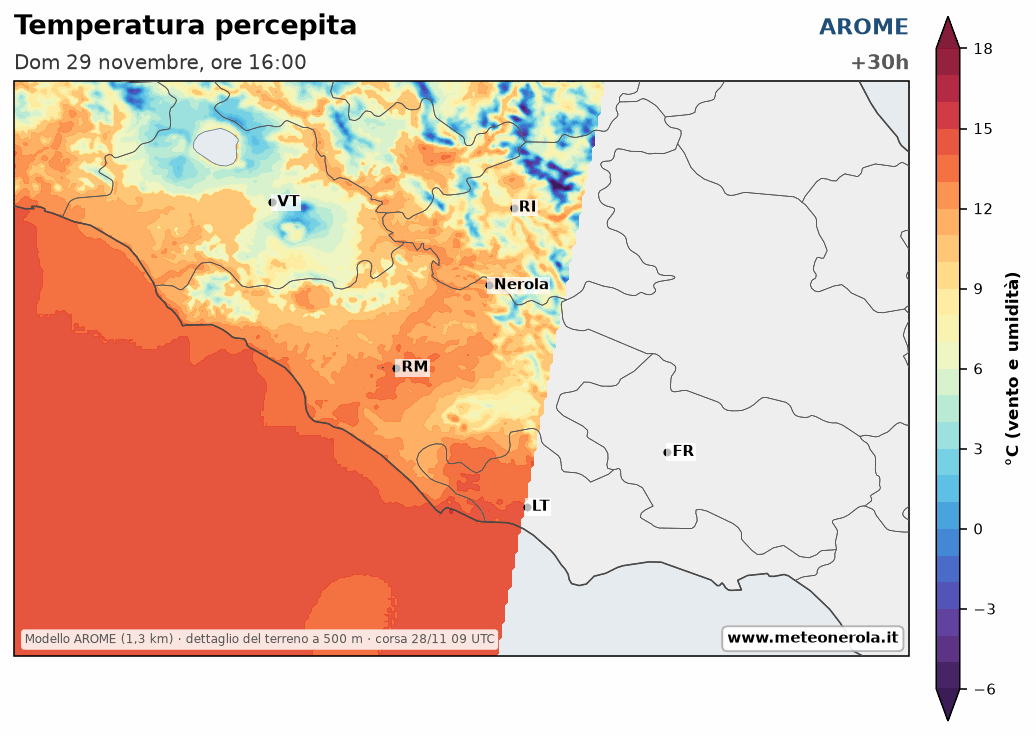 Temperatura percepita
AROME
Dom 29 novembre, ore 16:00
+30h
VT
RI
Nerola
RM
FR
LT
Modello AROME (1,3 km) · dettaglio del terreno a 500 m · corsa 28/11 09 UTC
www.meteonerola.it
18
15
12
9
6
3
0
−3
−6
°C (vento e umidità)